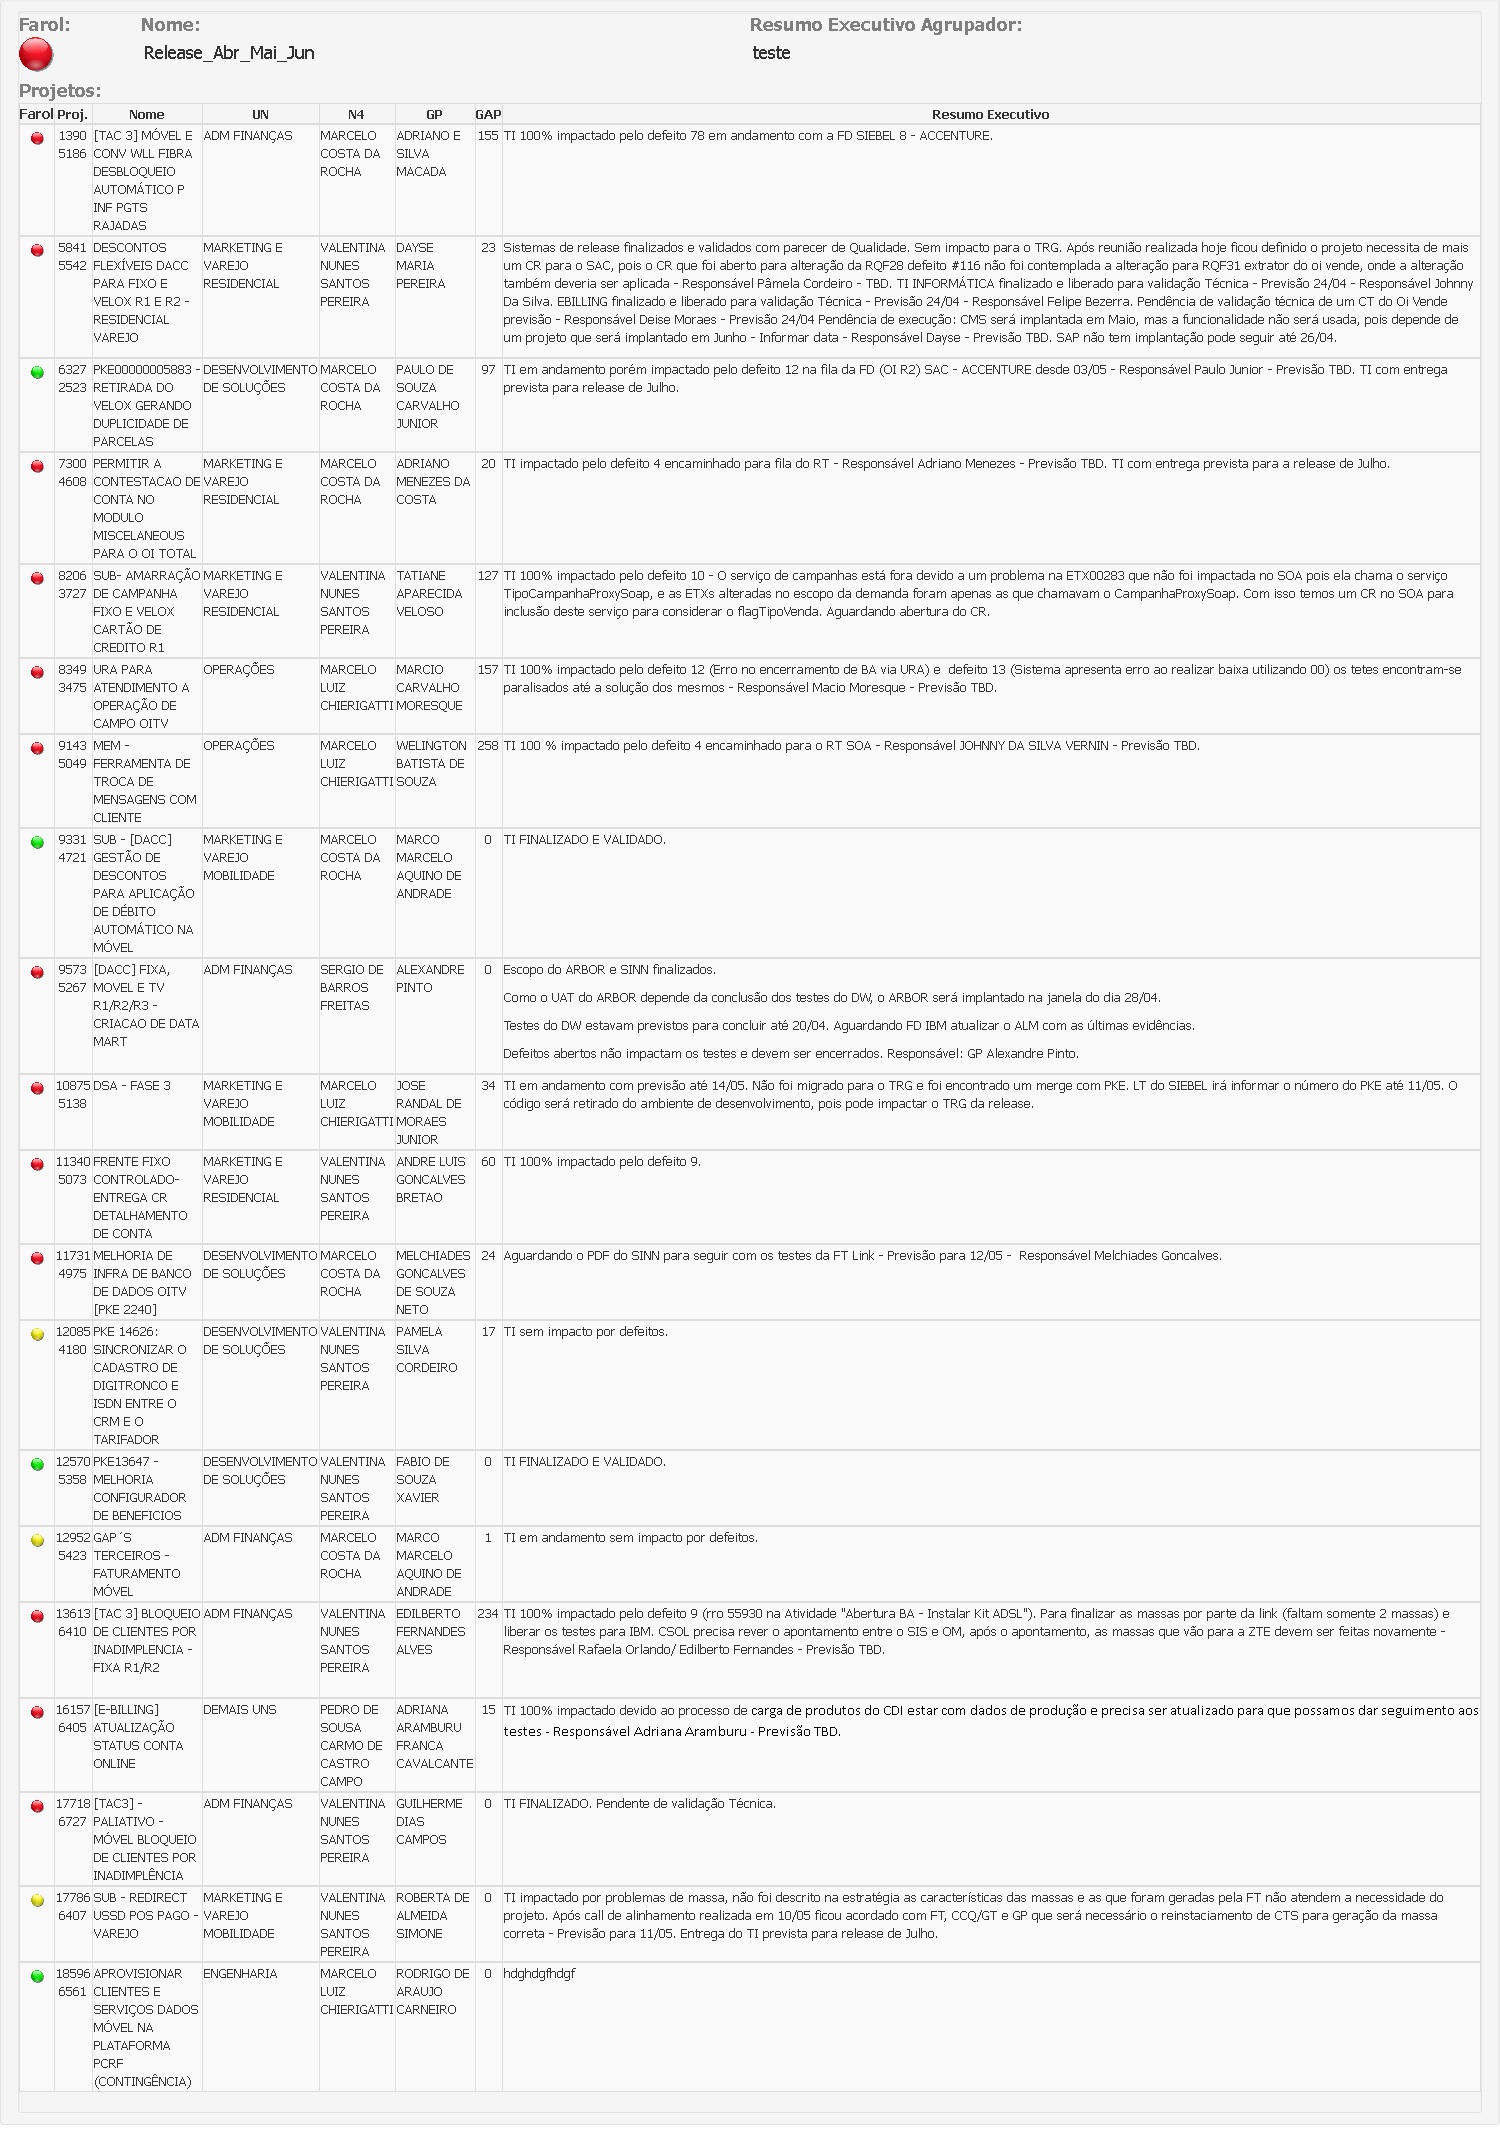 Farol: Nome: Resumo Executivo Agrupador:
Release_Abr_Mai_Jun teste
Projetos:
Farol Proj. Nome UN N4 GP GAP Resumo Executivo
1390 [TAC 3] MÓVEL E ADM FINANÇAS MARCELO ADRIANO E 155 TI 100% impactado pelo defeito 78 em andamento com a FD SIEBEL 8 - ACCENTURE.
5186 CONV WLL FIBRA COSTA DA SILVA
DESBLOQUEIO ROCHA MACADA
AUTOMÁTICO P
INF PGTS
RAJADAS
5841 DESCONTOS MARKETING E VALENTINA DAYSE 23 Sistemas de release finalizados e validados com parecer de Qualidade. Sem impacto para o TRG. Após reunião realizada hoje ficou definido o projeto necessita de mais
5542 FLEXÍVEIS DACC VAREJO NUNES MARIA um CR para o SAC, pois o CR que foi aberto para alteração da RQF28 defeito #116 não foi contemplada a alteração para RQF31 extrator do oi vende, onde a alteração
PARA FIXO E RESIDENCIAL SANTOS PEREIRA também deveria ser aplicada - Responsável Pâmela Cordeiro - TBD. TI INFORMÁTICA finalizado e liberado para validação Técnica - Previsão 24/04 - Responsável Johnny
VELOX R1 E R2 - PEREIRA Da Silva. EBILLING finalizado e liberado para validação Técnica - Previsão 24/04 - Responsável Felipe Bezerra. Pendência de validação técnica de um CT do Oi Vende
RESIDENCIAL previsão - Responsável Deise Moraes - Previsão 24/04 Pendência de execução: CMS será implantada em Maio, mas a funcionalidade não será usada, pois depende de
VAREJO um projeto que será implantado em Junho - Informar data - Responsável Dayse - Previsão TBD. SAP não tem implantação pode seguir até 26/04.
6327 PKE00000005883 - DESENVOLVIMENTO MARCELO PAULO DE 97 TI em andamento porém impactado pelo defeito 12 na fila da FD (OI R2) SAC - ACCENTURE desde 03/05 - Responsável Paulo Junior - Previsão TBD. TI com entrega
2523 RETIRADA DO DE SOLUÇÕES COSTA DA SOUZA prevista para release de Julho.
VELOX GERANDO ROCHA CARVALHO
DUPLICIDADE DE JUNIOR
PARCELAS
7300 PERMITIR A MARKETING E MARCELO ADRIANO 20 TI impactado pelo defeito 4 encaminhado para fila do RT - Responsável Adriano Menezes - Previsão TBD. TI com entrega prevista para a release de Julho.
4608 CONTESTACAO DE VAREJO COSTA DA MENEZES DA
CONTA NO RESIDENCIAL ROCHA COSTA
MODULO
MISCELANEOUS
PARA O OI TOTAL
8206 SUB- AMARRAÇÃO MARKETING E VALENTINA TATIANE 127 TI 100% impactado pelo defeito 10 - O serviço de campanhas está fora devido a um problema na ETX00283 que não foi impactada no SOA pois ela chama o serviço
3727 DE CAMPANHA VAREJO NUNES APARECIDA TipoCampanhaProxySoap, e as ETXs alteradas no escopo da demanda foram apenas as que chamavam o CampanhaProxySoap. Com isso temos um CR no SOA para
FIXO E VELOX RESIDENCIAL SANTOS VELOSO inclusão deste serviço para considerar o flagTipoVenda. Aguardando abertura do CR.
CARTÃO DE PEREIRA
CREDITO R1
8349 URA PARA OPERAÇÕES MARCELO MARCIO 157 TI 100% impactado pelo defeito 12 (Erro no encerramento de BA via URA) e defeito 13 (Sistema apresenta erro ao realizar baixa utilizando 00) os tetes encontram-se
3475 ATENDIMENTO A LUIZ CARVALHO paralisados até a solução dos mesmos - Responsável Macio Moresque - Previsão TBD.
OPERAÇÃO DE CHIERIGATTI MORESQUE
CAMPO OITV
9143 MEM - OPERAÇÕES MARCELO WELINGTON 258 TI 100 % impactado pelo defeito 4 encaminhado para o RT SOA - Responsável JOHNNY DA SILVA VERNIN - Previsão TBD.
5049 FERRAMENTA DE LUIZ BATISTA DE
TROCA DE CHIERIGATTI SOUZA
MENSAGENS COM
CLIENTE
9331 SUB - [DACC] MARKETING E MARCELO MARCO 0 TI FINALIZADO E VALIDADO.
4721 GESTÃO DE VAREJO COSTA DA MARCELO
DESCONTOS MOBILIDADE ROCHA AQUINO DE
PARA APLICAÇÃO ANDRADE
DE DÉBITO
AUTOMÁTICO NA
MÓVEL
9573 [DACC] FIXA, ADM FINANÇAS SERGIO DE ALEXANDRE 0 Escopo do ARBOR e SINN finalizados.
5267 MOVEL E TV BARROS PINTO
R1/R2/R3 - FREITAS Como o UAT do ARBOR depende da conclusão dos testes do DW, o ARBOR será implantado na janela do dia 28/04.
CRIACAO DE DATA Testes do DW estavam previstos para concluir até 20/04. Aguardando FD IBM atualizar o ALM com as últimas evidências.
MART
Defeitos abertos não impactam os testes e devem ser encerrados. Responsável: GP Alexandre Pinto.
10875 DSA - FASE 3 MARKETING E MARCELO JOSE 34 TI em andamento com previsão até 14/05. Não foi migrado para o TRG e foi encontrado um merge com PKE. LT do SIEBEL irá informar o número do PKE até 11/05. O
5138 VAREJO LUIZ RANDAL DE código será retirado do ambiente de desenvolvimento, pois pode impactar o TRG da release.
MOBILIDADE CHIERIGATTI MORAES
JUNIOR
11340 FRENTE FIXO MARKETING E VALENTINA ANDRE LUIS 60 TI 100% impactado pelo defeito 9.
5073 CONTROLADO- VAREJO NUNES GONCALVES
ENTREGA CR RESIDENCIAL SANTOS BRETAO
DETALHAMENTO PEREIRA
DE CONTA
11731 MELHORIA DE DESENVOLVIMENTO MARCELO MELCHIADES 24 Aguardando o PDF do SINN para seguir com os testes da FT Link - Previsão para 12/05 - Responsável Melchiades Goncalves.
4975 INFRA DE BANCO DE SOLUÇÕES COSTA DA GONCALVES
DE DADOS OITV ROCHA DE SOUZA
[PKE 2240] NETO
12085 PKE 14626: DESENVOLVIMENTO VALENTINA PAMELA 17 TI sem impacto por defeitos.
4180 SINCRONIZAR O DE SOLUÇÕES NUNES SILVA
CADASTRO DE SANTOS CORDEIRO
DIGITRONCO E PEREIRA
ISDN ENTRE O
CRM E O
TARIFADOR
12570 PKE13647 - DESENVOLVIMENTO VALENTINA FABIO DE 0 TI FINALIZADO E VALIDADO.
5358 MELHORIA DE SOLUÇÕES NUNES SOUZA
CONFIGURADOR SANTOS XAVIER
DE BENEFICIOS PEREIRA
12952 GAP´S ADM FINANÇAS MARCELO MARCO 1 TI em andamento sem impacto por defeitos.
5423 TERCEIROS - COSTA DA MARCELO
FATURAMENTO ROCHA AQUINO DE
MÓVEL ANDRADE
13613 [TAC 3] BLOQUEIO ADM FINANÇAS VALENTINA EDILBERTO 234 TI 100% impactado pelo defeito 9 (rro 55930 na Atividade "Abertura BA - Instalar Kit ADSL"). Para finalizar as massas por parte da link (faltam somente 2 massas) e
6410 DE CLIENTES POR NUNES FERNANDES liberar os testes para IBM. CSOL precisa rever o apontamento entre o SIS e OM, após o apontamento, as massas que vão para a ZTE devem ser feitas novamente -
INADIMPLENCIA - SANTOS ALVES Responsável Rafaela Orlando/ Edilberto Fernandes - Previsão TBD.
FIXA R1/R2 PEREIRA
16157 [E-BILLING] DEMAIS UNS PEDRO DE ADRIANA 15 TI 100% impactado devido ao processo de carga de produtos do CDI estar com dados de produção e precisa ser atualizado para que possamos dar seguimento aos
6405 ATUALIZAÇÃO SOUSA ARAMBURU testes - Responsável Adriana Aramburu - Previsão TBD.
STATUS CONTA CARMO DE FRANCA
ONLINE CASTRO CAVALCANTE
CAMPO
17718 [TAC3] - ADM FINANÇAS VALENTINA GUILHERME 0 TI FINALIZADO. Pendente de validação Técnica.
6727 PALIATIVO - NUNES DIAS
MÓVEL BLOQUEIO SANTOS CAMPOS
DE CLIENTES POR PEREIRA
INADIMPLÊNCIA
17786 SUB - REDIRECT MARKETING E VALENTINA ROBERTA DE 0 TI impactado por problemas de massa, não foi descrito na estratégia as características das massas e as que foram geradas pela FT não atendem a necessidade do
6407 USSD POS PAGO - VAREJO NUNES ALMEIDA projeto. Após call de alinhamento realizada em 10/05 ficou acordado com FT, CCQ/GT e GP que será necessário o reinstaciamento de CTS para geração da massa
VAREJO MOBILIDADE SANTOS SIMONE correta - Previsão para 11/05. Entrega do TI prevista para release de Julho.
PEREIRA
18596 APROVISIONAR ENGENHARIA MARCELO RODRIGO DE 0 hdghdgfhdgf
6561 CLIENTES E LUIZ ARAUJO
SERVIÇOS DADOS CHIERIGATTI CARNEIRO
MÓVEL NA
PLATAFORMA
PCRF
(CONTINGÊNCIA)